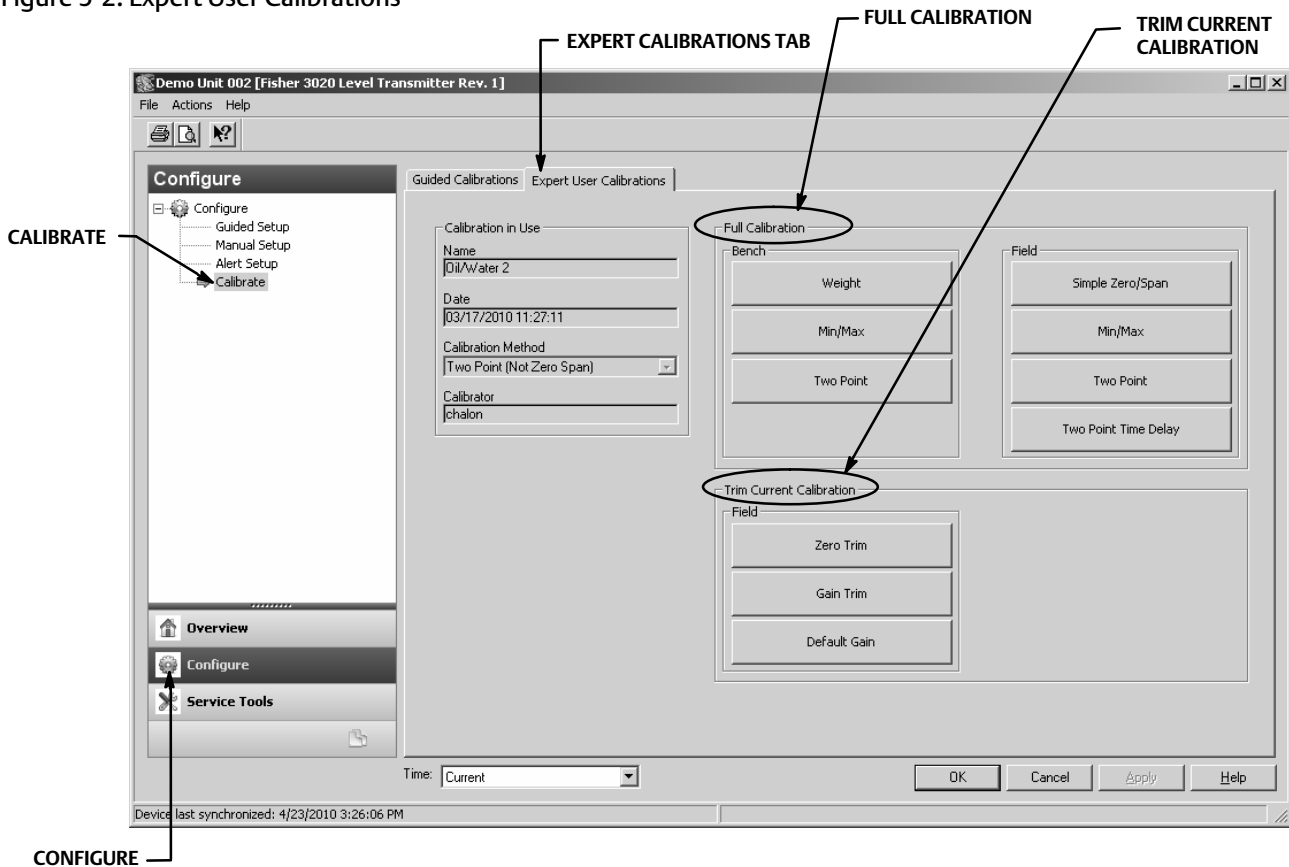 Figure 5-2. Expert User Calibrations
FULL CALIBRATION
TRIM CURRENT
CALIBRATION
EXPERT CALIBRATIONS TAB
Demo Unit 002 [Fisher 3020 Level Transmitter Rev. 1]
File Actions Help
Configure
Configure
Guided Setup
Manual Setup
Alert Setup
Calibrate
CALIBRATE
Guided Calibrations Expert User Calibrations
Calibration in Use
Name
Oil/Water 2
Date
03/17/2010 11:27:11
Calibration Method
Two Point (Not Zero Span)
Calibrator
chalon
Full Calibration
Bench
Weight
Min/Max
Two Point
Field
Simple Zero/Span
Min/Max
Two Point
Two Point Time Delay
Trim Current Calibration
Field
Zero Trim
Gain Trim
Default Gain
Overview
Configure
Service Tools
Time: Current
OK Cancel Apply Help
Device last synchronized: 4/23/2010 3:26:06 PM
CONFIGURE